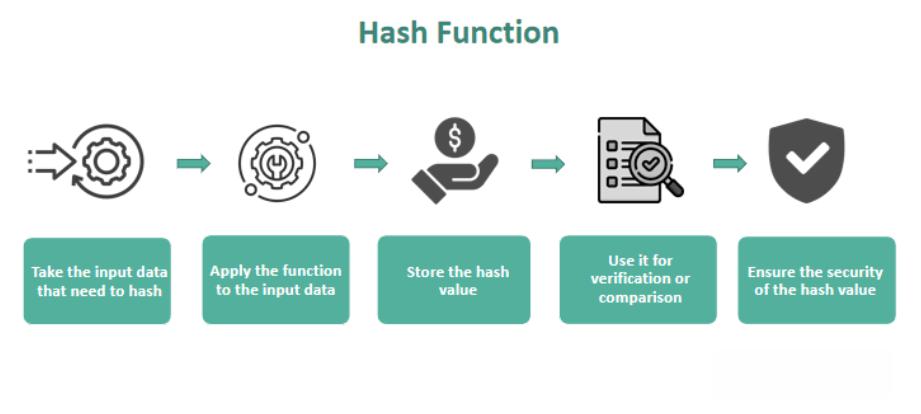 Hash Function
$
Take the input data
that need to hash
Apply the function
to the input data
Store the hash
value
Use it for
verification or
comparison
Ensure the security
of the hash value